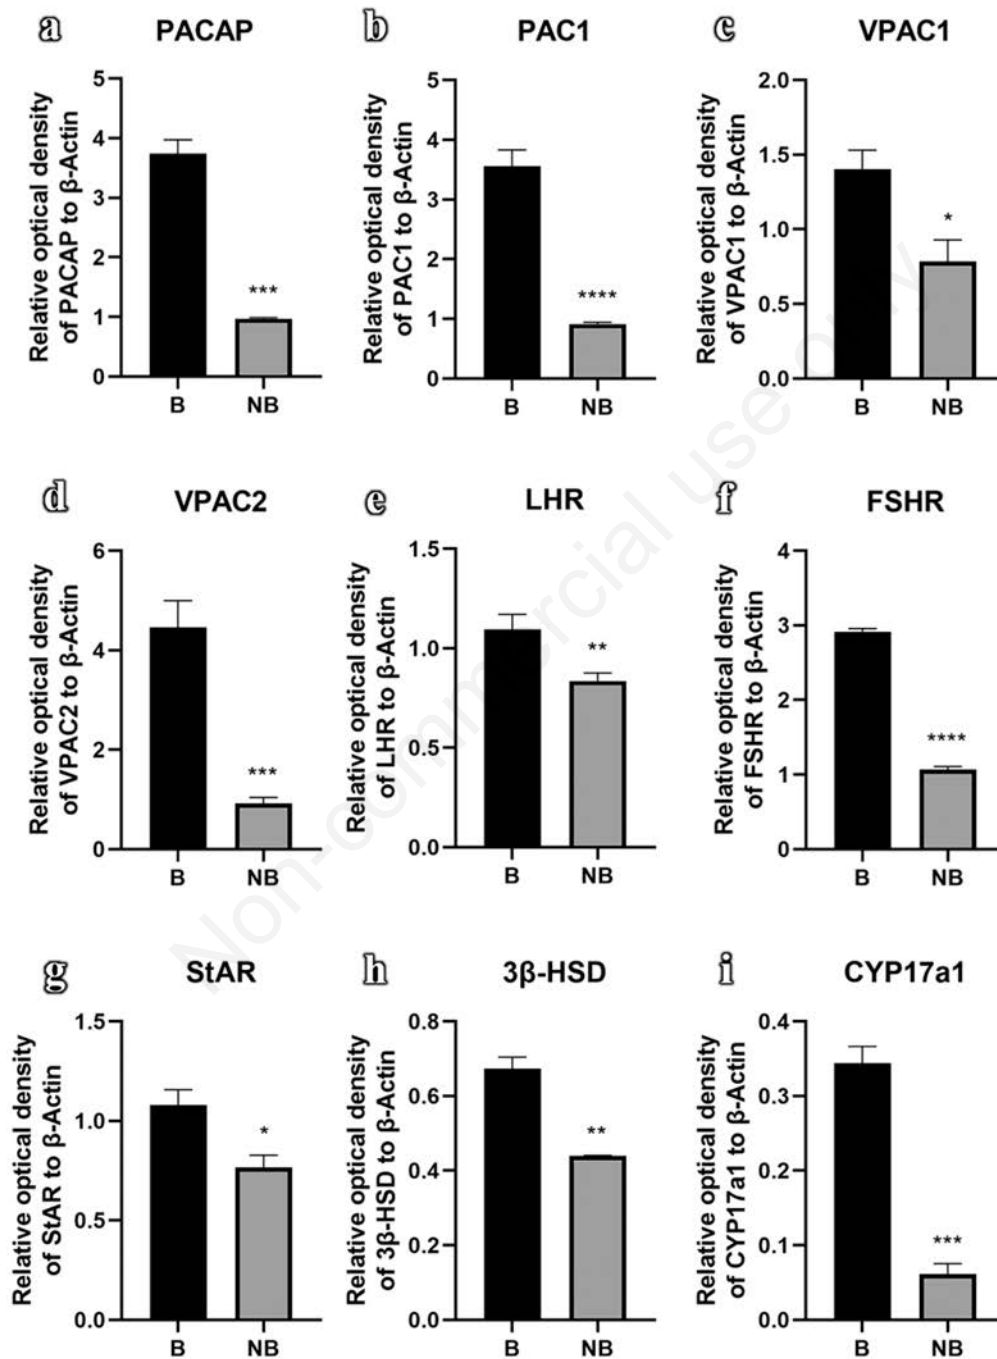 a PACAP
Relative optical density
of PACAP to β-Actin
5
4
3
2
1
0
***
B NB
b PAC1
Relative optical density
of PAC1 to β-Actin
5
4
3
2
1
0
****
B NB
c VPAC1
Relative optical density
of VPAC1 to β-Actin
2.0
1.5
1.0
0.5
0.0
*
B NB
d VPAC2
Relative optical density
of VPAC2 to β-Actin
6
4
2
0
***
B NB
e LHR
Relative optical density
of LHR to β-Actin
1.5
1.0
0.5
0.0
**
B NB
f FSHR
Relative optical density
of FSHR to β-Actin
4
3
2
1
0
****
B NB
g StAR
Relative optical density
of StAR to β-Actin
1.5
1.0
0.5
0.0
*
B NB
h 3β-HSD
Relative optical density
of 3β-HSD to β-Actin
0.8
0.6
0.4
0.2
0.0
**
B NB
i CYP17a1
Relative optical density
of CYP17a1 to β-Actin
0.4
0.3
0.2
0.1
0.0
***
B NB
Non-commercial use only